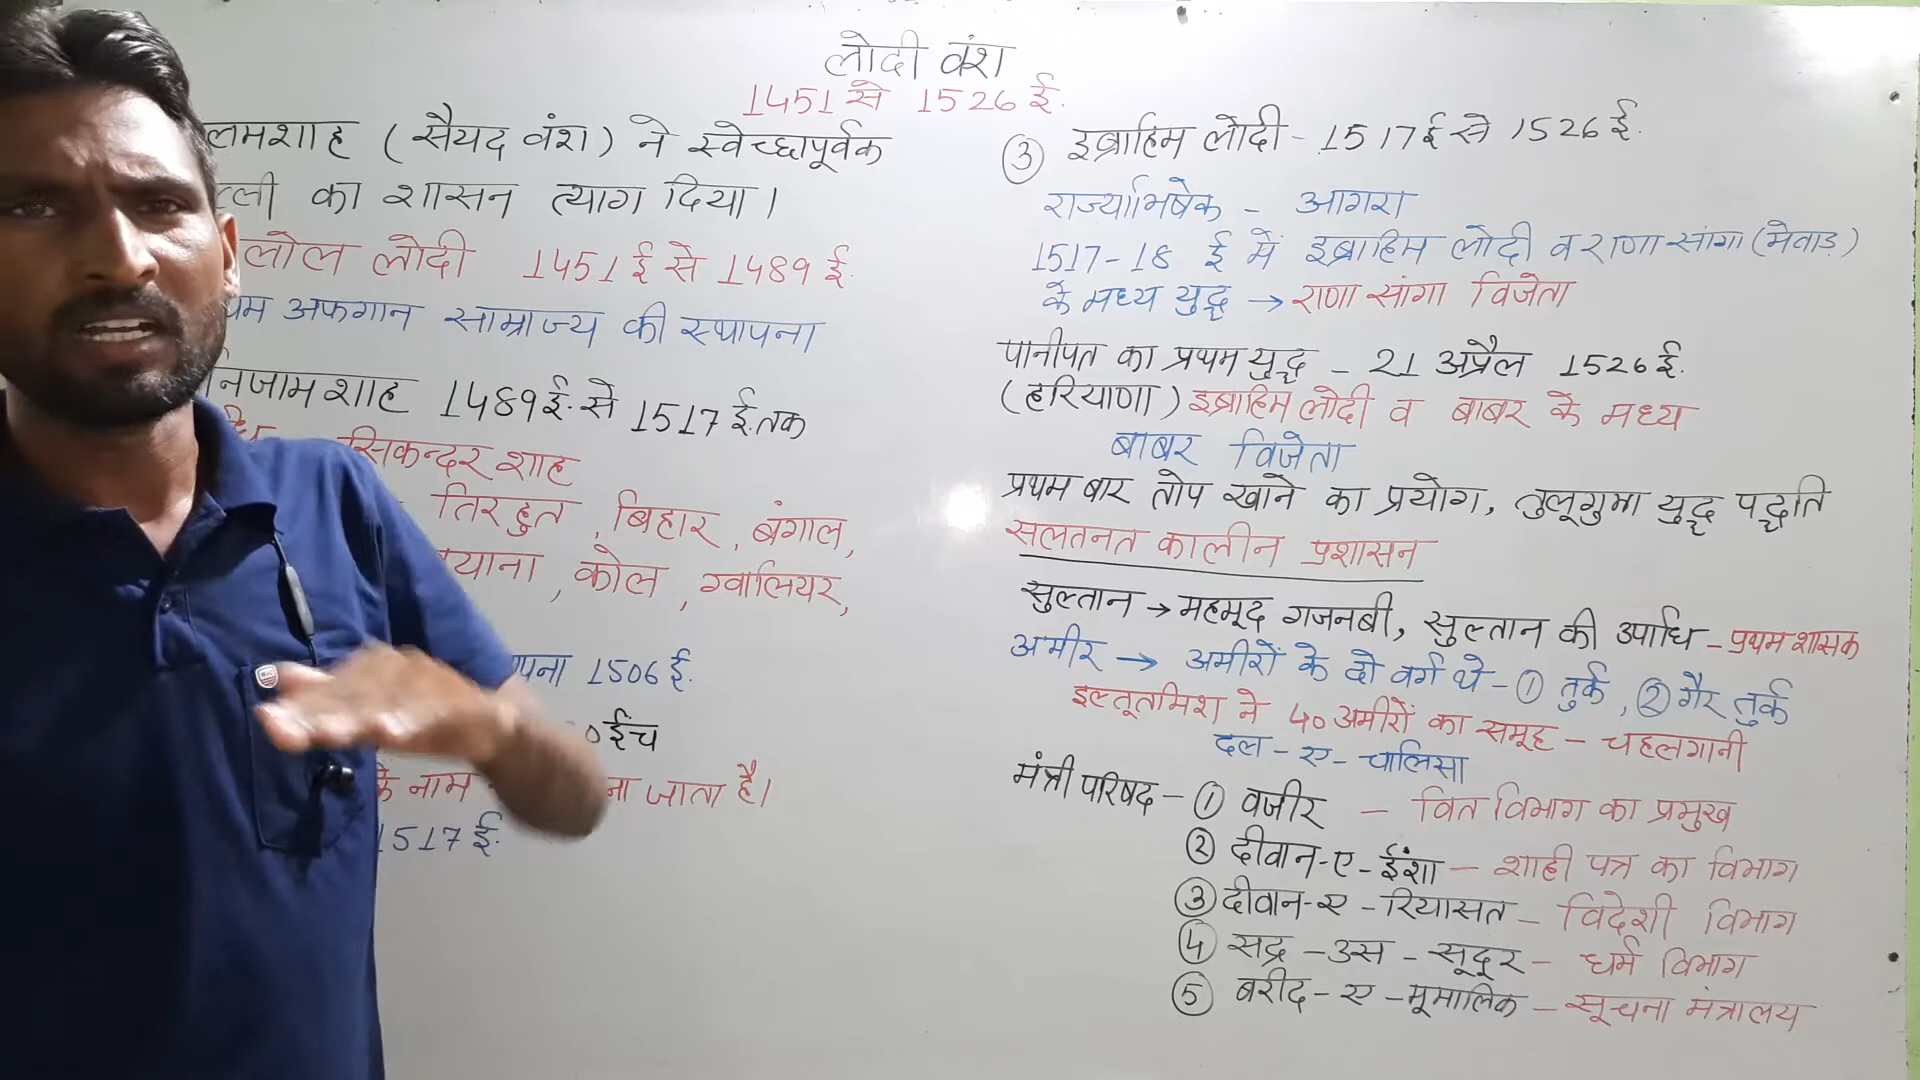 लोदी वंश
1451 से 1526 ई.
लमशाह (सैयद वंश) ने स्वेच्छापूर्वक
ल्ली का शासन त्याग दिया।
लोल लोदी 1451 ई से 1489 ई.
थम अफगान साम्राज्य की स्थापना
निजाम शाह 1489 ई. से 1517 ई. तक
सिकन्दर शाह
तिरहुत, बिहार, बंगाल,
याना, कोल, ग्वालियर,
पना 1506 ई.
0 ईंच
के नाम ना जाता है।
1517 ई.
③ इब्राहिम लोदी - 1517 ई से 1526 ई.
राज्याभिषेक - आगरा
1517-18 ई में इब्राहिम लोदी व राणा सांगा (मेवाड़)
के मध्य युद्ध → राणा सांगा विजेता
पानीपत का प्रथम युद्ध - 21 अप्रैल 1526 ई.
(हरियाणा) इब्राहिम लोदी व बाबर के मध्य
बाबर विजेता
प्रथम बार तोप खाने का प्रयोग, तुलूगुमा युद्ध पद्धति
सलतनत कालीन प्रशासन
सुल्तान → महमूद गजनबी, सुल्तान की उपाधि - प्रथम शासक
अमीर → अमीरों के दो वर्ग थे - ① तुर्क, ② गैर तुर्क
इल्तूतमिश ने 40 अमीरों का समूह - चहलगानी
दल - ए - चालिसा
मंत्री परिषद - ① वजीर - वित विभाग का प्रमुख
② दीवान-ए-ईंशा - शाही पत्र का विभाग
③ दीवान-ए-रियासत - विदेशी विभाग
④ सद्र-उस-सूदूर - धर्म विभाग
⑤ बरीद-ए-मूमालिक - सूचना मंत्रालय